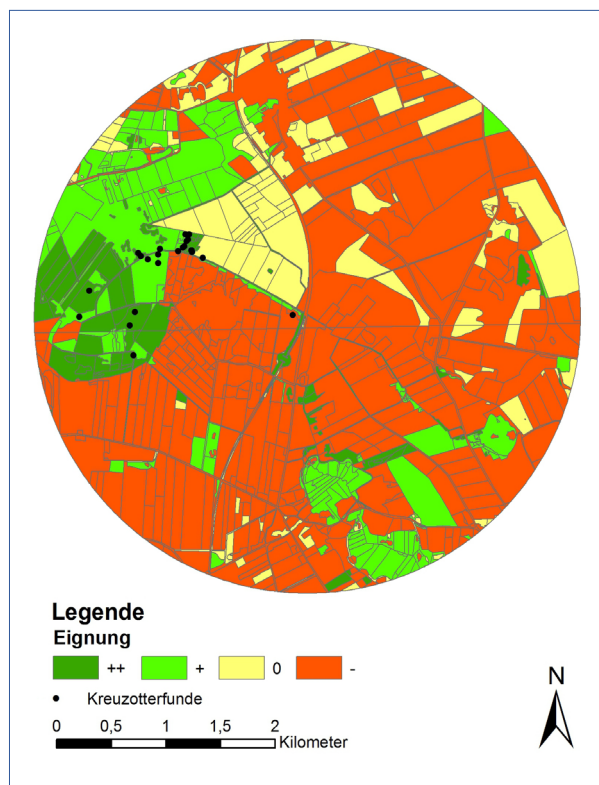 Legende
Eignung
++ + 0 -
Kreuzotterfunde
N
0 0,5 1 1,5 2
Kilometer